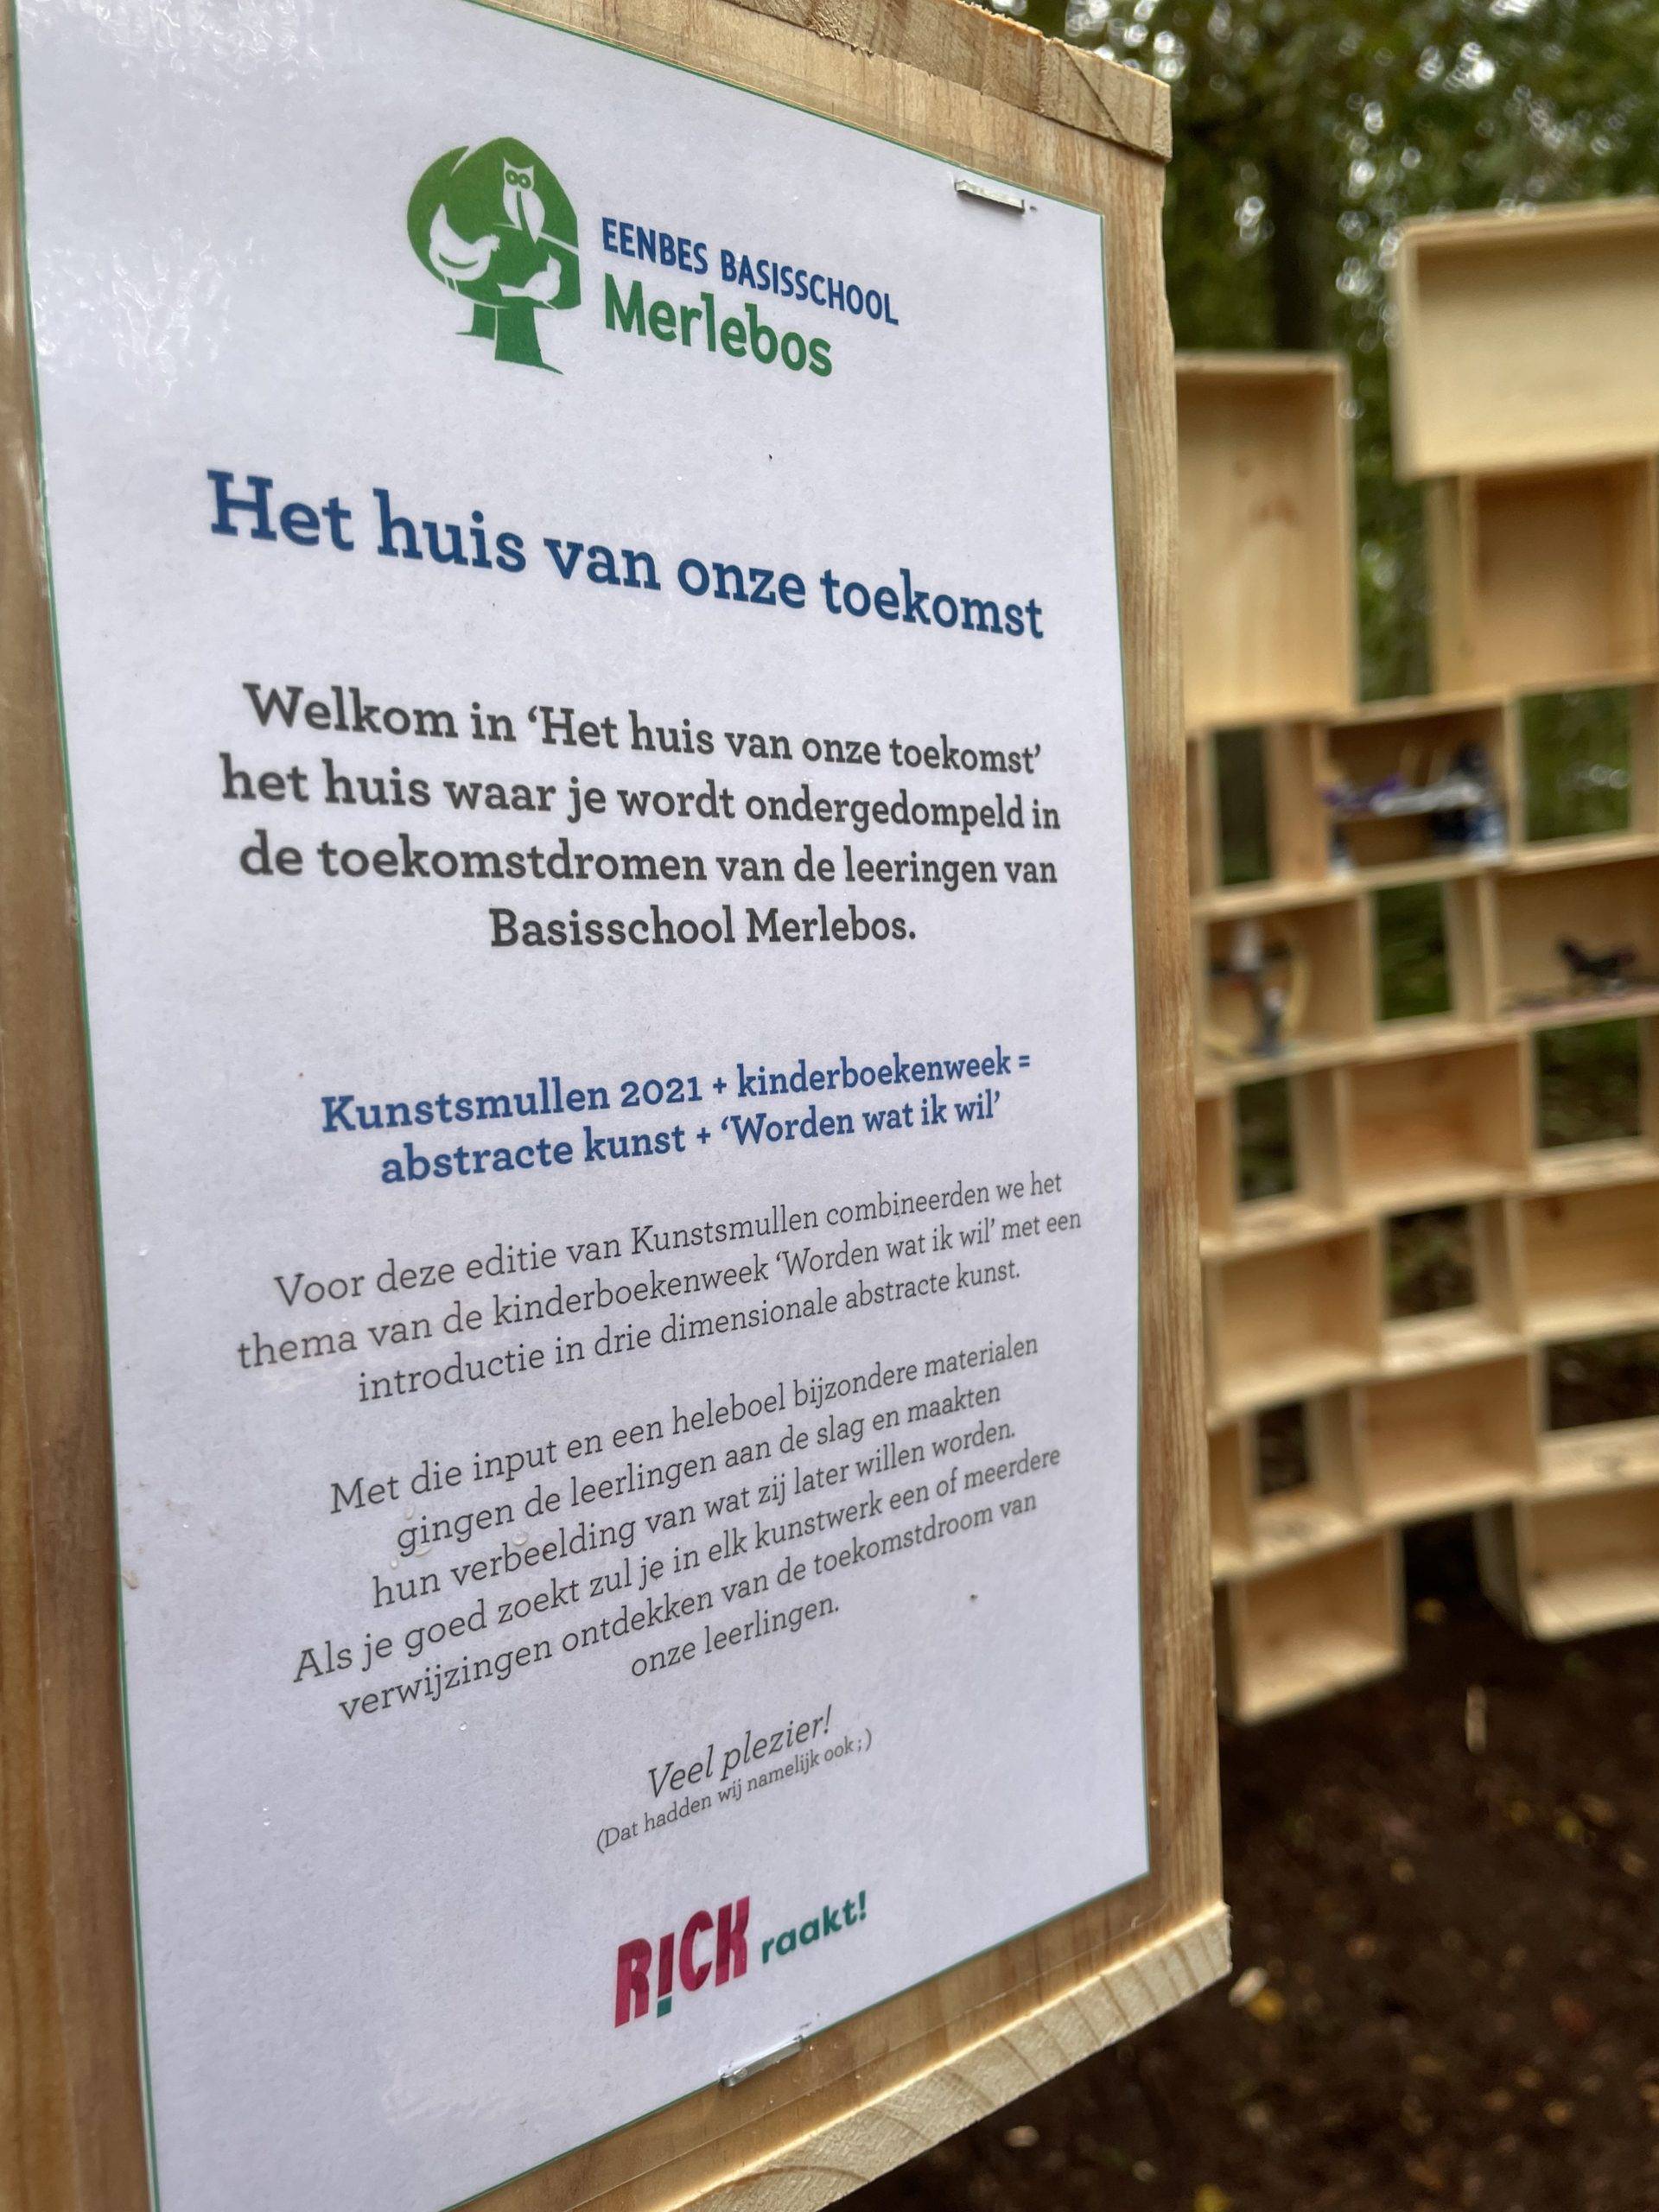 EENBES BASISSCHOOL
Merlebos
Het huis van onze toekomst
Welkom in ‘Het huis van onze toekomst’
het huis waar je wordt ondergedompeld in
de toekomstdromen van de leeringen van
Basisschool Merlebos.
Kunstsmullen 2021 + kinderboekenweek =
abstracte kunst + ‘Worden wat ik wil’
Voor deze editie van Kunstsmullen combineerden we het
thema van de kinderboekenweek ‘Worden wat ik wil’ met een
introductie in drie dimensionale abstracte kunst.
Met die input en een heleboel bijzondere materialen
gingen de leerlingen aan de slag en maakten
hun verbeelding van wat zij later willen worden.
Als je goed zoekt zul je in elk kunstwerk een of meerdere
verwijzingen ontdekken van de toekomstdroom van
onze leerlingen.
Veel plezier!
(Dat hadden wij namelijk ook ;)
RICK raakt!